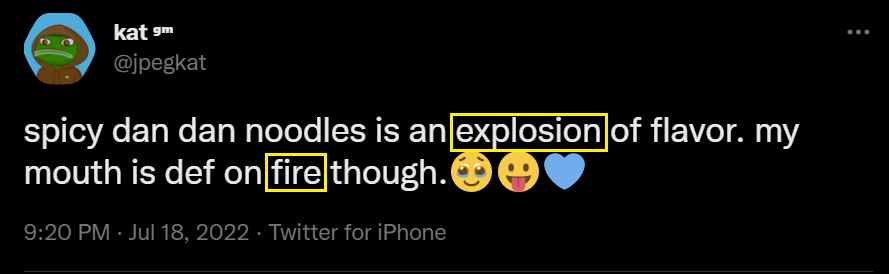 kat ᵍᵐ
@jpegkat
spicy dan dan noodles is an explosion of flavor. my
mouth is def on fire though.🥹😛💙
9:20 PM · Jul 18, 2022 · Twitter for iPhone